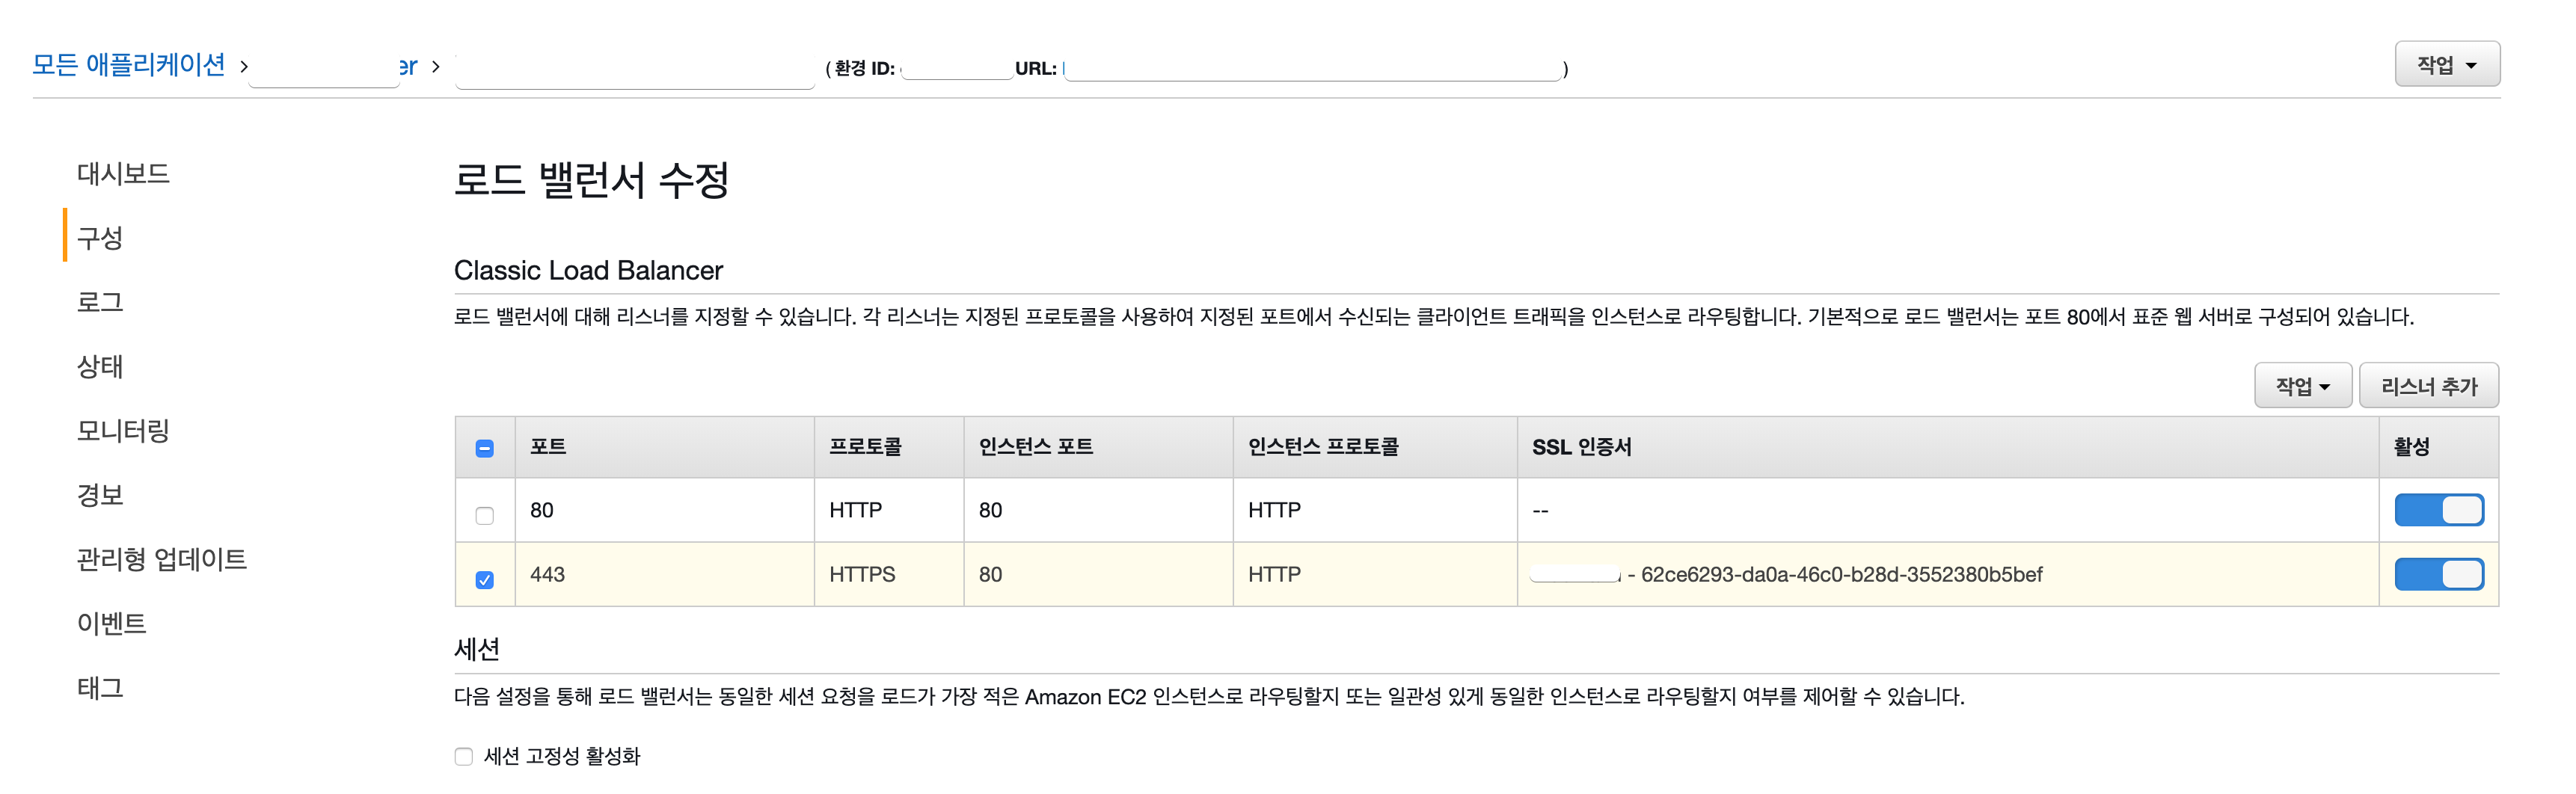 모든 애플리케이션 > er > ( 환경 ID: URL: )
작업
대시보드
구성
로그
상태
모니터링
경보
관리형 업데이트
이벤트
태그
로드 밸런서 수정
Classic Load Balancer
로드 밸런서에 대해 리스너를 지정할 수 있습니다. 각 리스너는 지정된 프로토콜을 사용하여 지정된 포트에서 수신되는 클라이언트 트래픽을 인스턴스로 라우팅합니다. 기본적으로 로드 밸런서는 포트 80에서 표준 웹 서버로 구성되어 있습니다.
작업 리스너 추가
포트 프로토콜 인스턴스 포트 인스턴스 프로토콜 SSL 인증서 활성
80 HTTP 80 HTTP --
443 HTTPS 80 HTTP - 62ce6293-da0a-46c0-b28d-3552380b5bef
세션
다음 설정을 통해 로드 밸런서는 동일한 세션 요청을 로드가 가장 적은 Amazon EC2 인스턴스로 라우팅할지 또는 일관성 있게 동일한 인스턴스로 라우팅할지 여부를 제어할 수 있습니다.
세션 고정성 활성화